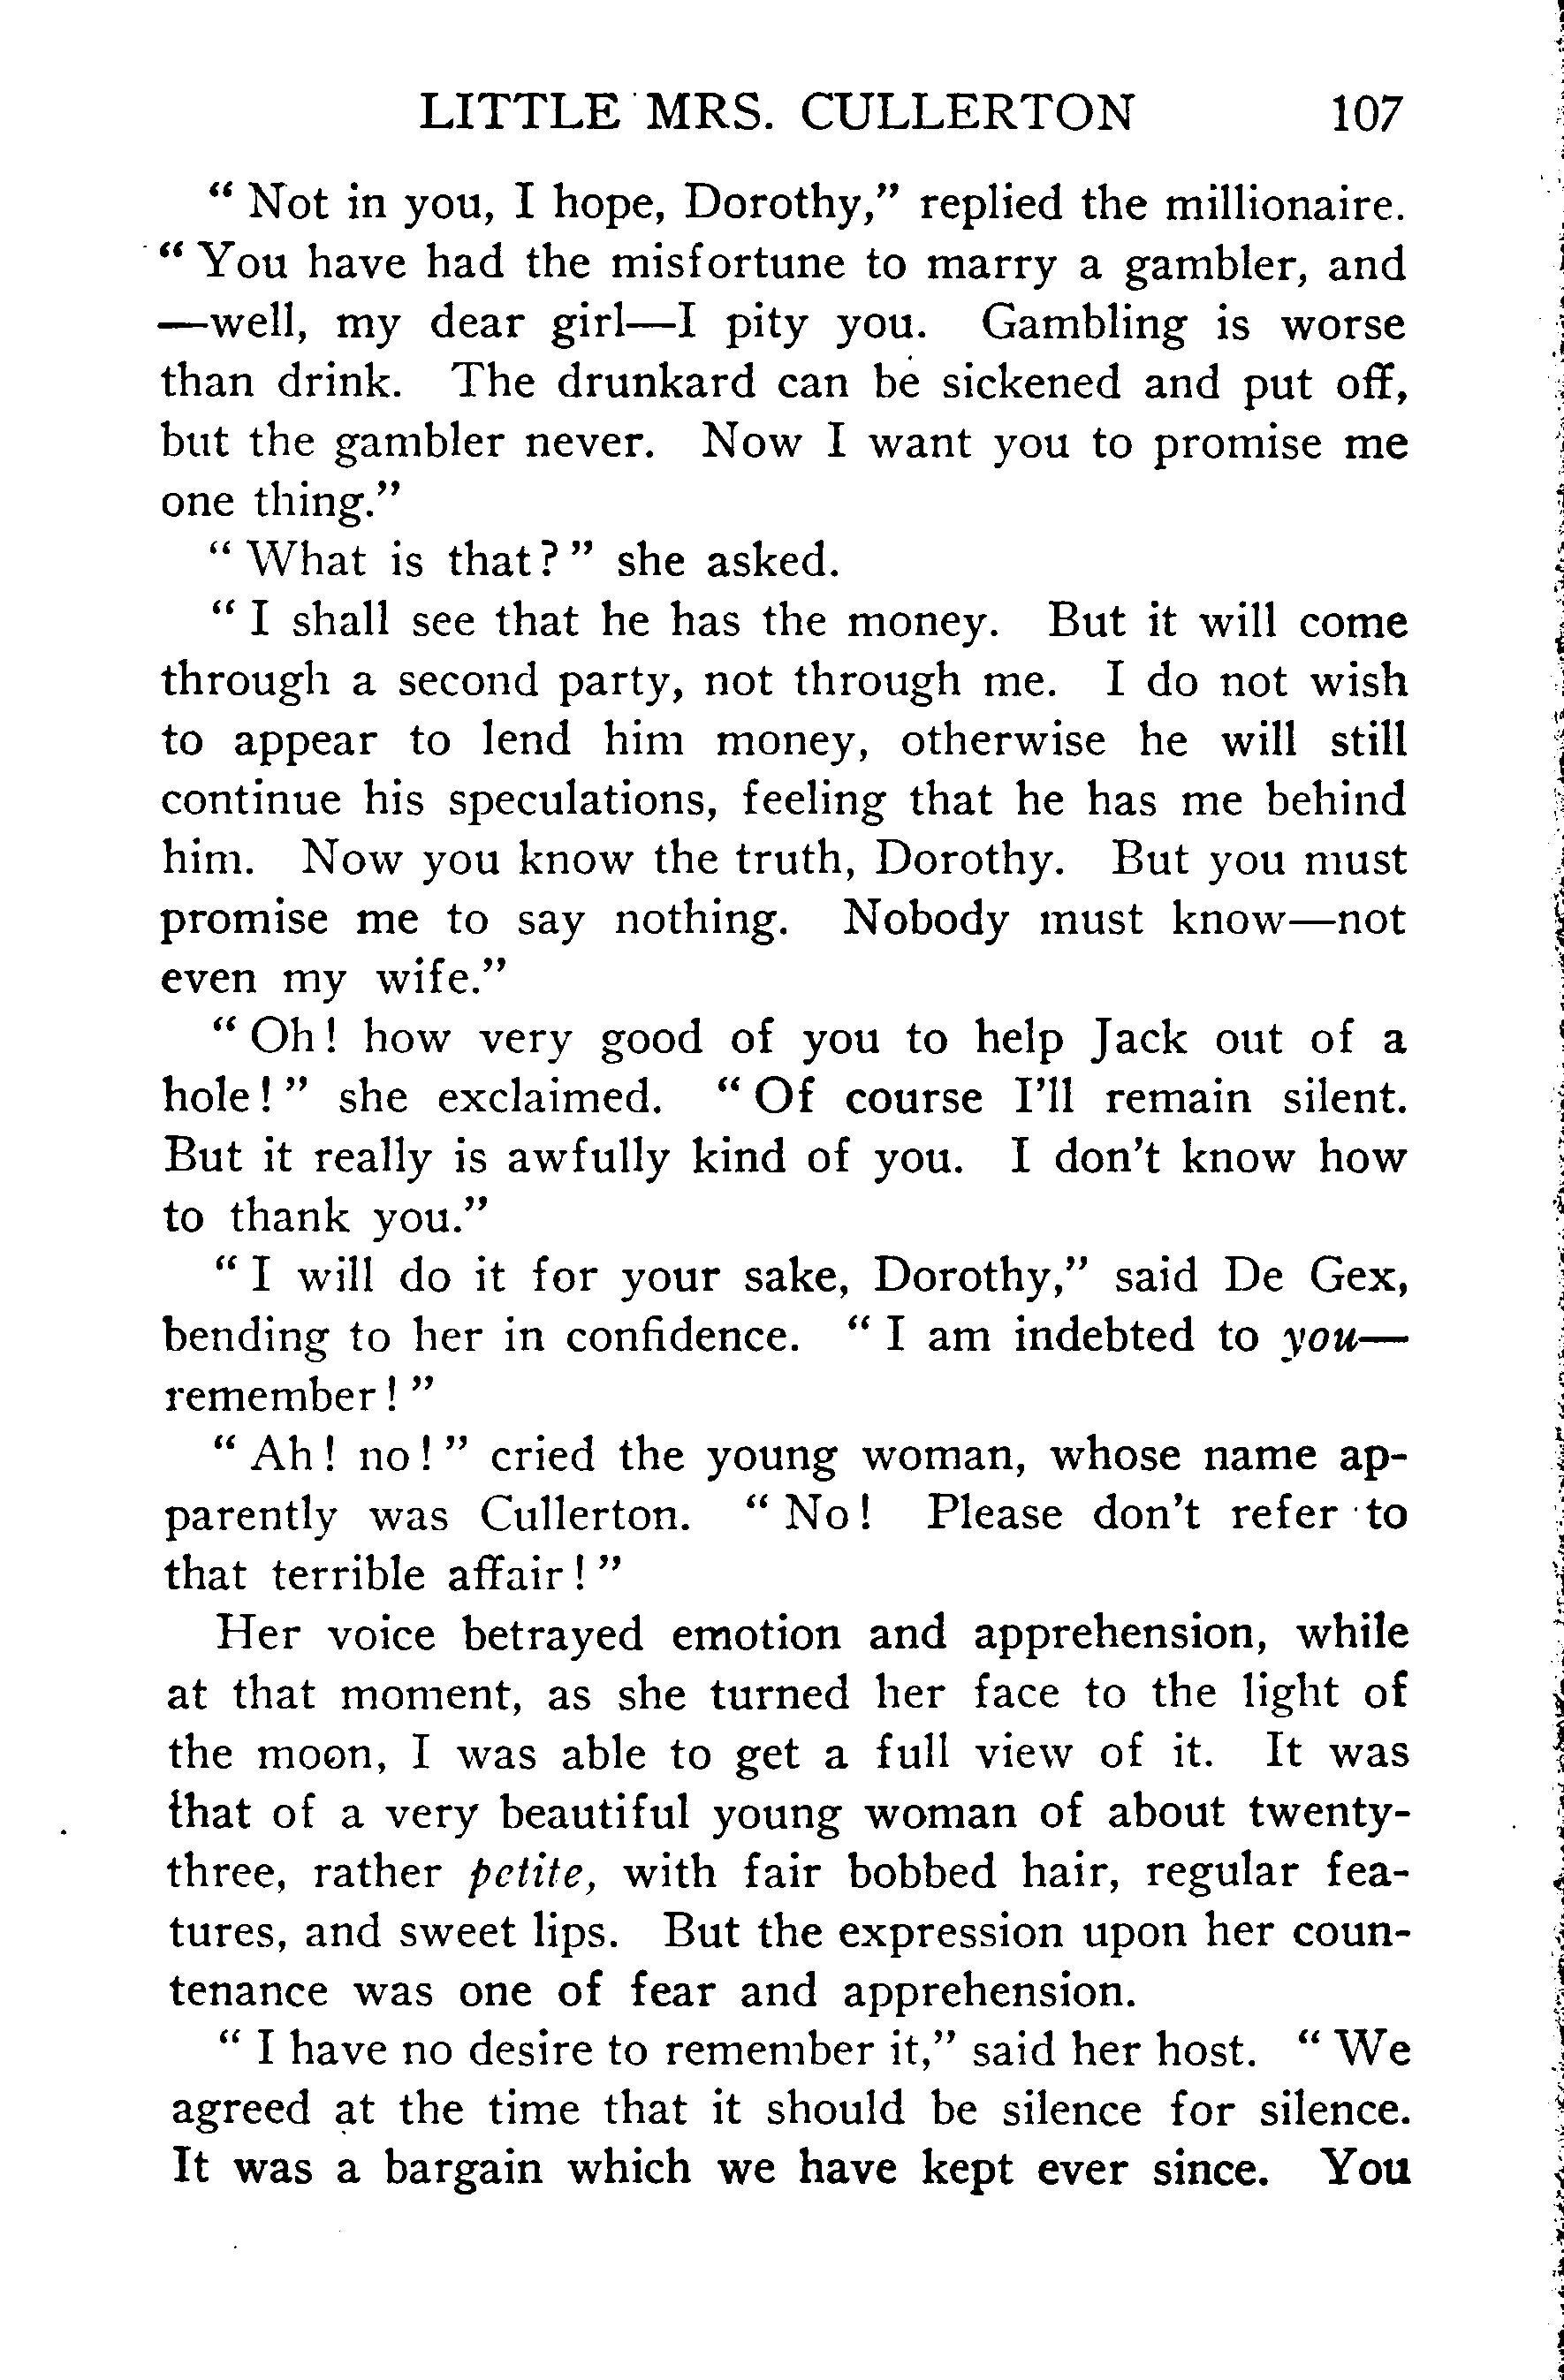 LITTLE MRS. CULLERTON 107
“ Not in you, I hope, Dorothy,” replied the millionaire.
“ You have had the misfortune to marry a gambler, and
—well, my dear girl—I pity you. Gambling is worse
than drink. The drunkard can be sickened and put off,
but the gambler never. Now I want you to promise me
one thing.”
“ What is that? ” she asked.
“ I shall see that he has the money. But it will come
through a second party, not through me. I do not wish
to appear to lend him money, otherwise he will still
continue his speculations, feeling that he has me behind
him. Now you know the truth, Dorothy. But you must
promise me to say nothing. Nobody must know—not
even my wife.”
“ Oh! how very good of you to help Jack out of a
hole! ” she exclaimed. “ Of course I’ll remain silent.
But it really is awfully kind of you. I don’t know how
to thank you.”
“ I will do it for your sake, Dorothy,” said De Gex,
bending to her in confidence. “ I am indebted to you—
remember! ”
“ Ah! no! ” cried the young woman, whose name ap-
parently was Cullerton. “ No! Please don’t refer to
that terrible affair! ”
Her voice betrayed emotion and apprehension, while
at that moment, as she turned her face to the light of
the moon, I was able to get a full view of it. It was
that of a very beautiful young woman of about twenty-
three, rather petite, with fair bobbed hair, regular fea-
tures, and sweet lips. But the expression upon her coun-
tenance was one of fear and apprehension.
“ I have no desire to remember it,” said her host. “ We
agreed at the time that it should be silence for silence.
It was a bargain which we have kept ever since. You